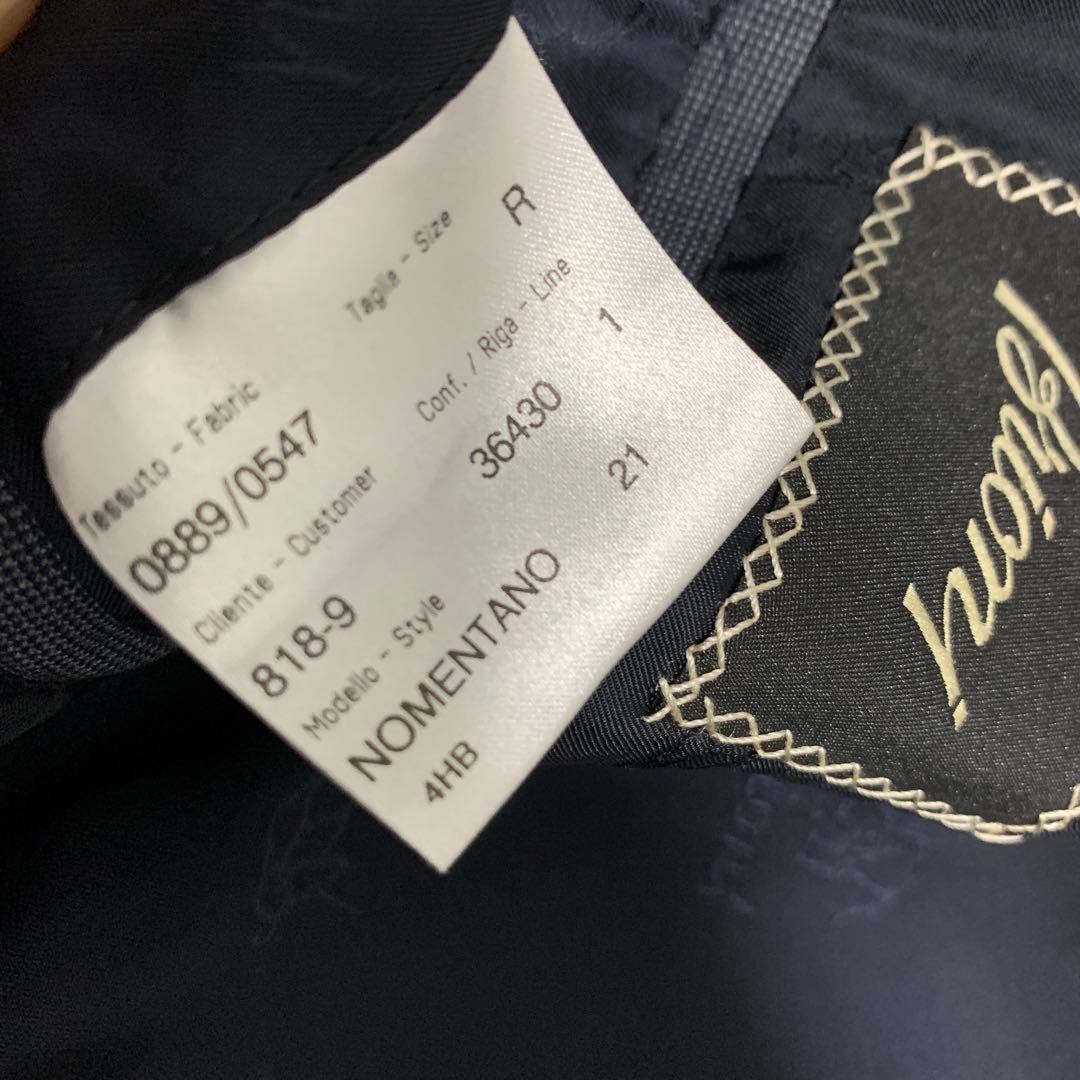 Tessuto - Fabric
Taglia - Size
0889/0547
R
Cliente - Customer
Conf. / Riga - Line
818-9
36430
1
Modello - Style
NOMENTANO
21
4HB
Brioni